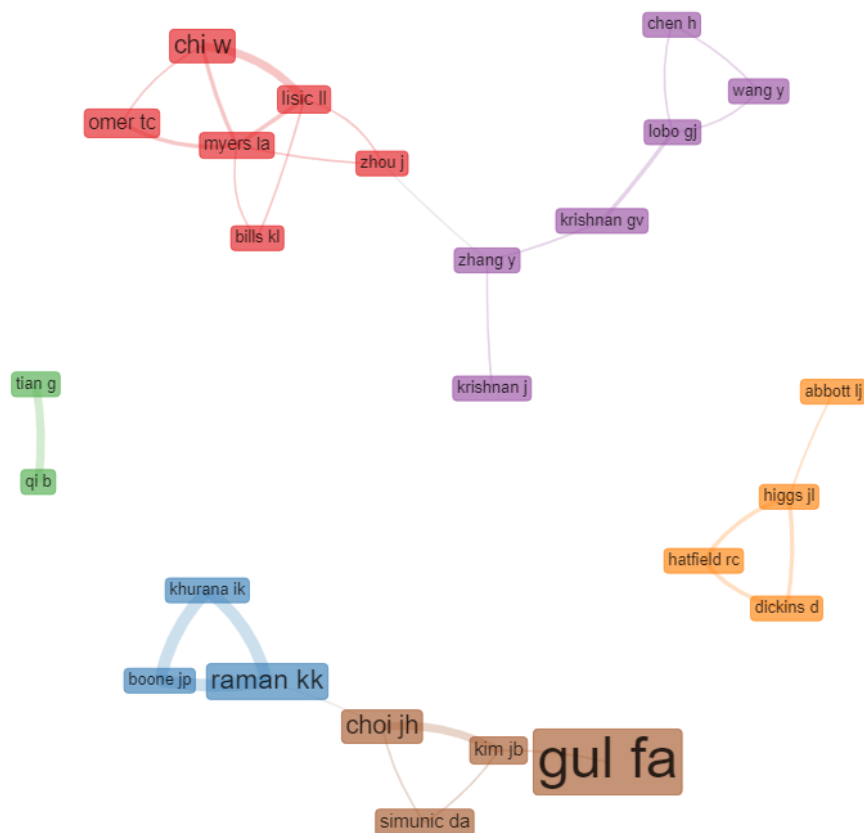 chen h
chi w
wang y
lisic ll
omer tc
lobo gj
myers la
zhou j
krishnan gv
bills kl
zhang y
tian g
krishnan j
abbott lj
qi b
higgs jl
hatfield rc
khurana ik
dickins d
boone jp
raman kk
choi jh
kim jb
gul fa
simunic da